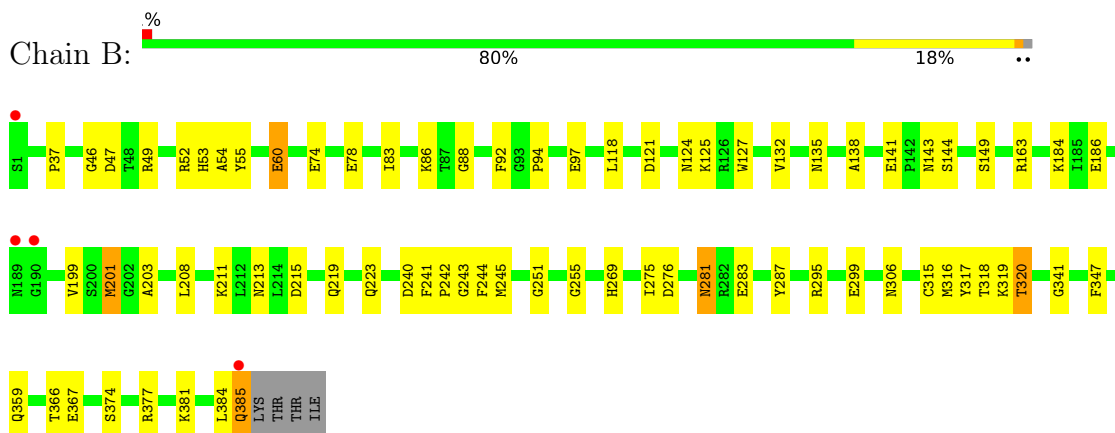 .%
Chain B:
80% 18% ••
S1 P37 G46 D47 T48 R49 R52 H53 A54 Y55 E60 E74 E78 I83 K86 T87 G88 F92 G93 P94 E97 L118 D121 N124 K125 R126 W127 V132 N135 A138 E141 P142 N143 S144 S149 R163 K184 I185 E186
N189 G190 V199 S200 M201 G202 A203 L208 K211 L212 N213 L214 D215 Q219 Q223 D240 F241 P242 G243 F244 M245 G251 G255 H269 I275 D276 N281 R282 E283 Y287 R295 E299 N306 C315 M316 Y317 T318 K319 T320 G341 F347
Q359 T366 E367 S374 R377 K381 L384 Q385 LYS THR THR ILE